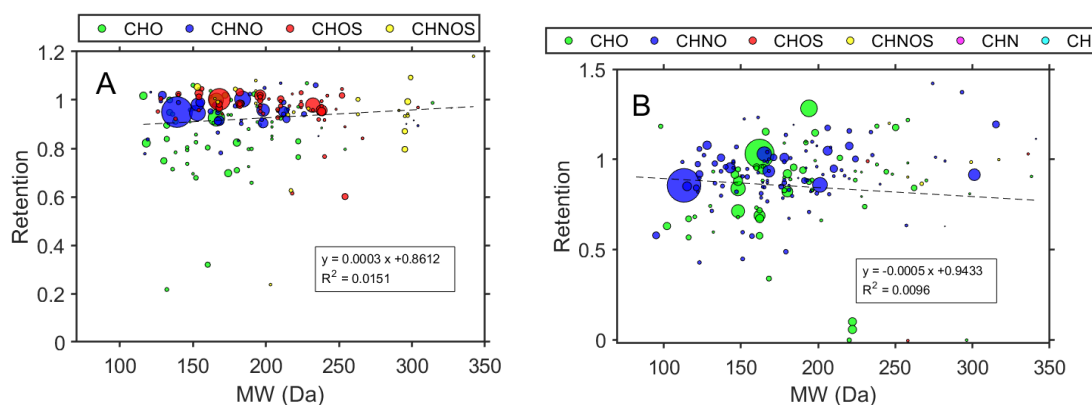 CHO CHNO CHOS CHNOS
A
Retention
1.2
1
0.8
0.6
0.4
0.2
0
y = 0.0003 x +0.8612
R² = 0.0151
100 150 200 250 300 350
MW (Da)
CHO CHNO CHOS CHNOS CHN CH
B
Retention
1.5
1
0.5
0
y = -0.0005 x +0.9433
R² = 0.0096
100 150 200 250 300 350
MW (Da)